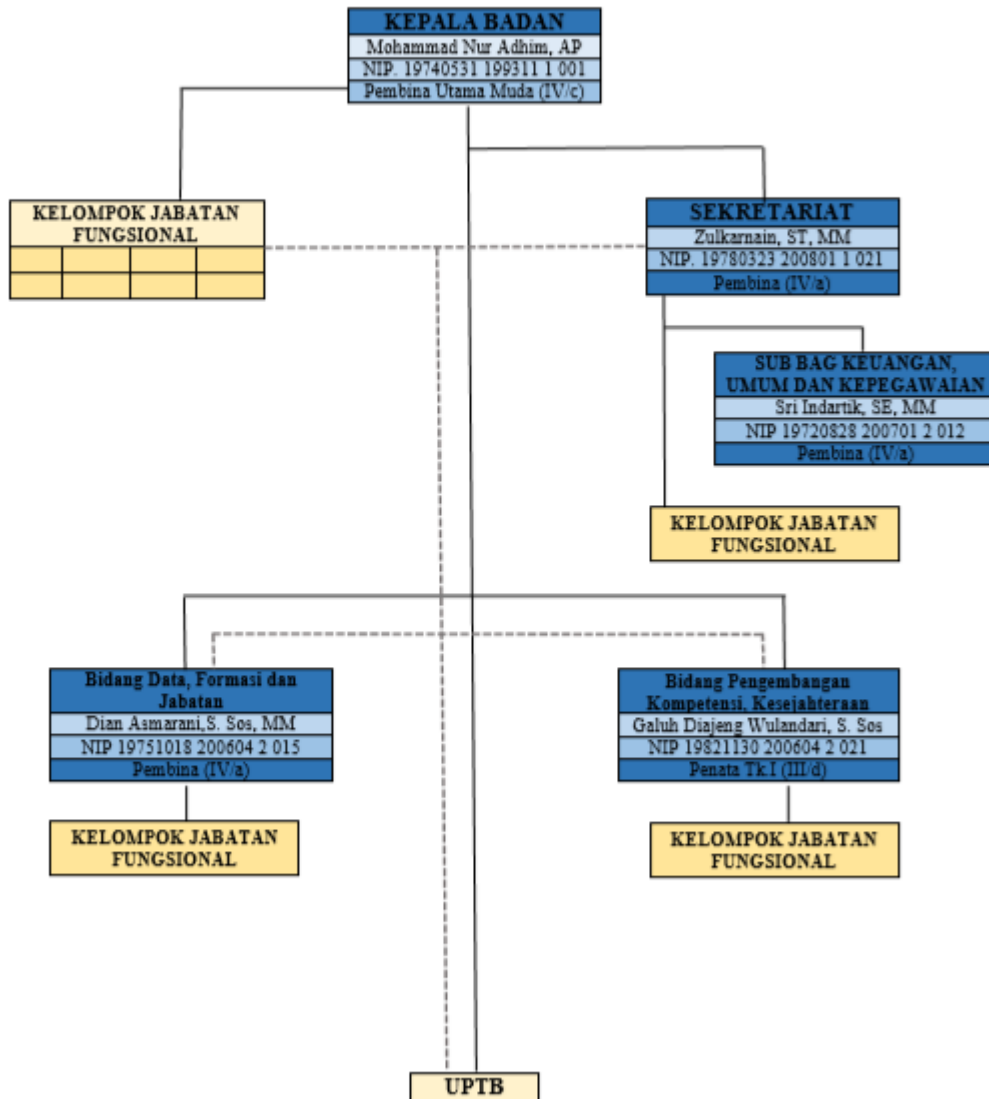 KEPALA BADAN
Mohammad Nur Adhim, AP
NIP. 19740531 199311 1 001
Pembina Utama Muda (IV/c)
KELOMPOK JABATAN
FUNGSIONAL
SEKRETARIAT
Zulkarnain, ST, MM
NIP. 19780323 200801 1 021
Pembina (IV/a)
SUB BAG KEUANGAN,
UMUM DAN KEPEGAWAIAN
Sri Indartik, SE, MM
NIP 19720828 200701 2 012
Pembina (IV/a)
KELOMPOK JABATAN
FUNGSIONAL
Bidang Data, Formasi dan
Jabatan
Dian Asmarani,S. Sos, MM
NIP 19751018 200604 2 015
Pembina (IV/a)
Bidang Pengembangan
Kompetensi, Kesejahteraan
Galuh Diajeng Wulandari, S. Sos
NIP 19821130 200604 2 021
Penata Tk.I (III/d)
KELOMPOK JABATAN
FUNGSIONAL
KELOMPOK JABATAN
FUNGSIONAL
UPTB